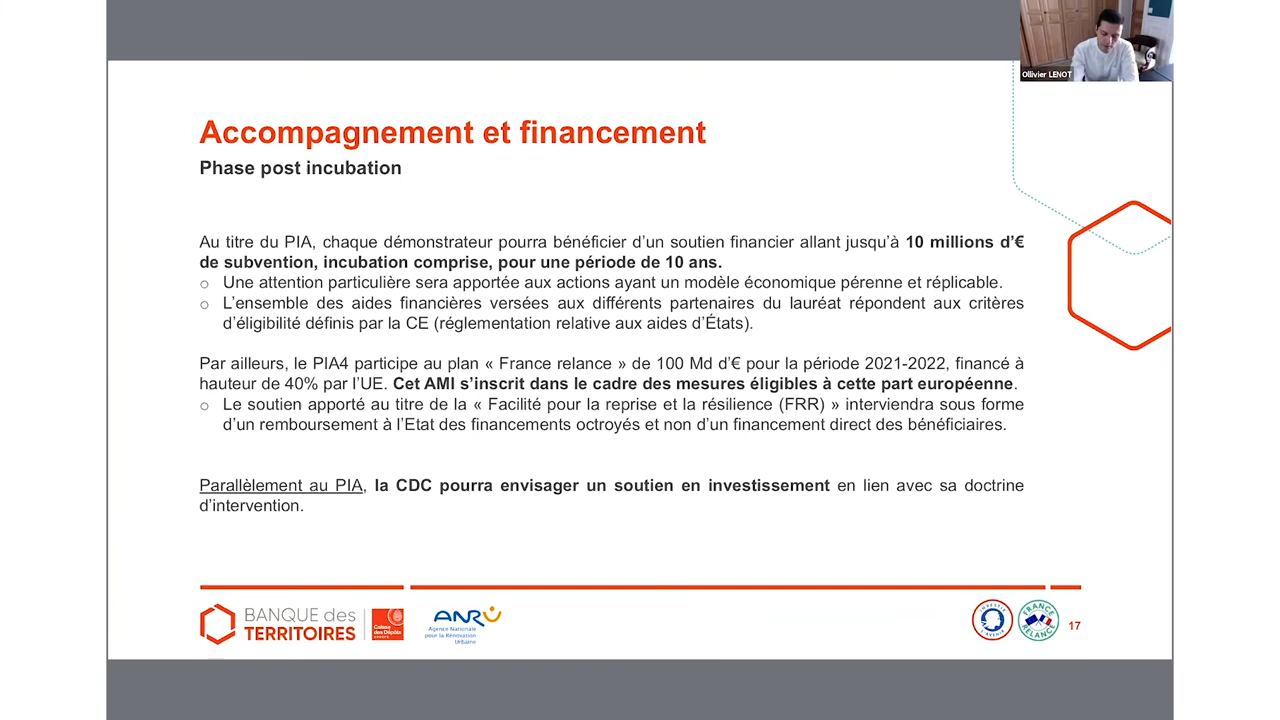 Ollivier LENOT
Accompagnement et financement
Phase post incubation
Au titre du PIA, chaque démonstrateur pourra bénéficier d’un soutien financier allant jusqu’à 10 millions d’€
de subvention, incubation comprise, pour une période de 10 ans.
o Une attention particulière sera apportée aux actions ayant un modèle économique pérenne et réplicable.
o L’ensemble des aides financières versées aux différents partenaires du lauréat répondent aux critères
d’éligibilité définis par la CE (réglementation relative aux aides d’États).
Par ailleurs, le PIA4 participe au plan « France relance » de 100 Md d’€ pour la période 2021-2022, financé à
hauteur de 40% par l’UE. Cet AMI s’inscrit dans le cadre des mesures éligibles à cette part européenne.
o Le soutien apporté au titre de la « Facilité pour la reprise et la résilience (FRR) » interviendra sous forme
d’un remboursement à l’Etat des financements octroyés et non d’un financement direct des bénéficiaires.
Parallèlement au PIA, la CDC pourra envisager un soutien en investissement en lien avec sa doctrine
d’intervention.
BANQUE des
TERRITOIRES
Caisse
des Dépôts
GROUPE
ANRU
Agence Nationale
pour la Rénovation
Urbaine
INVESTIR
L'AVENIR
FRANCE
RELANCE
17